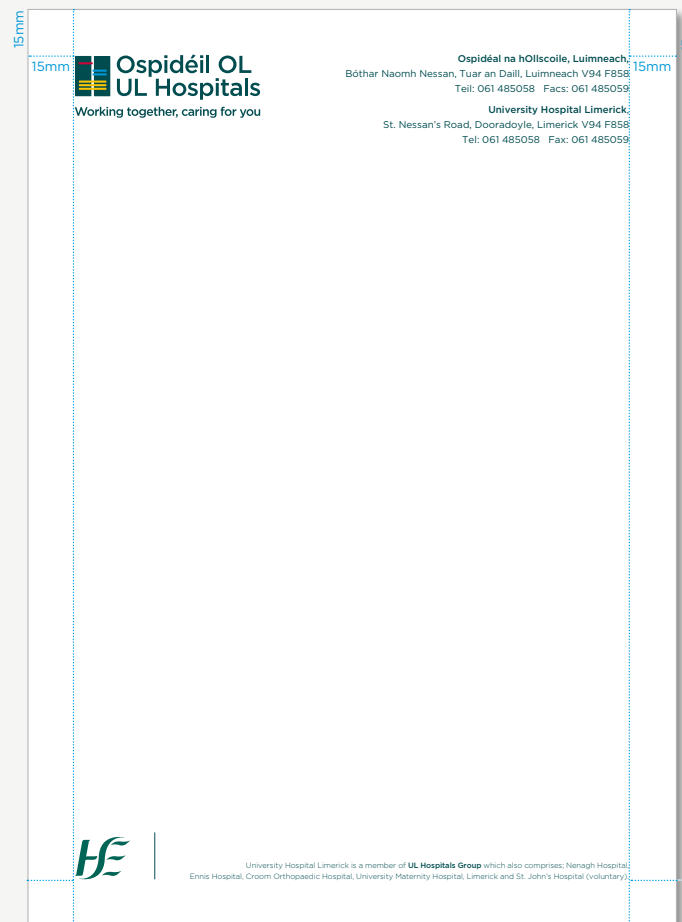 15mm
15mm
15mm
Ospidéil OL
UL Hospitals
Working together, caring for you
Ospidéal na hOllscoile, Luimneach,
Bóthar Naomh Nessan, Tuar an Daill, Luimneach V94 F858
Teil: 061 485058 Facs: 061 485059
University Hospital Limerick,
St. Nessan's Road, Dooradoyle, Limerick V94 F858
Tel: 061 485058 Fax: 061 485059
HE
University Hospital Limerick is a member of UL Hospitals Group which also comprises; Nenagh Hospital,
Ennis Hospital, Croom Orthopaedic Hospital, University Maternity Hospital, Limerick and St. John's Hospital (voluntary).